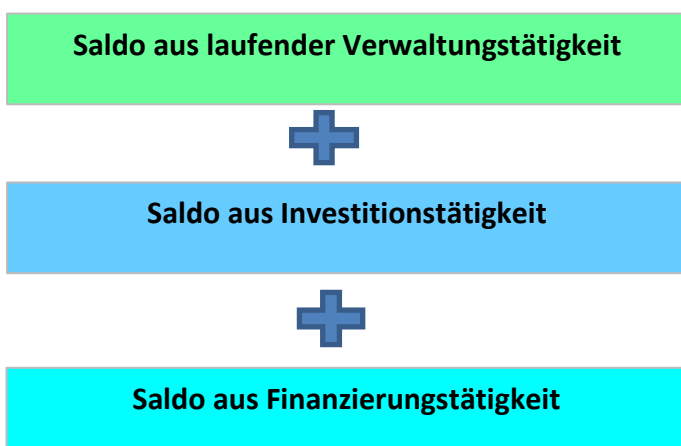 Saldo aus laufender Verwaltungstätigkeit
Saldo aus Investitionstätigkeit
Saldo aus Finanzierungstätigkeit